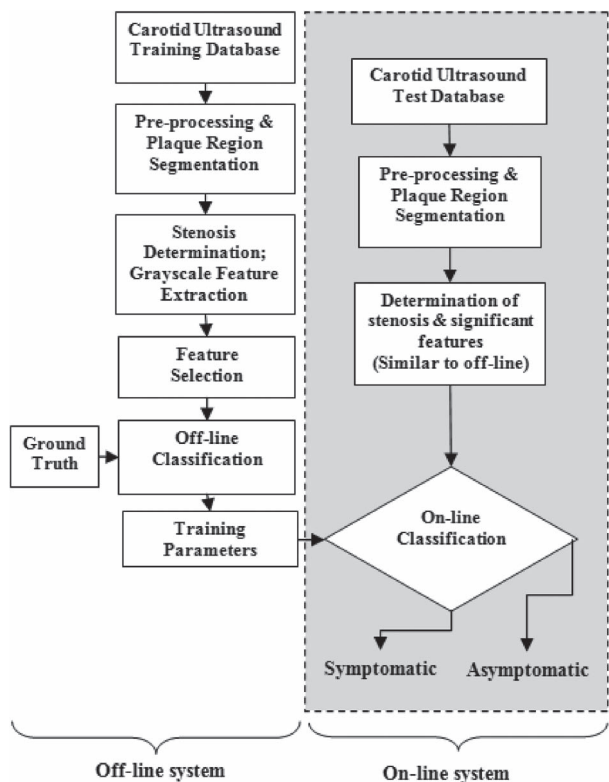 Carotid Ultrasound
Training Database
Pre-processing &
Plaque Region
Segmentation
Stenosis
Determination;
Grayscale Feature
Extraction
Feature
Selection
Ground
Truth
Off-line
Classification
Training
Parameters
Carotid Ultrasound
Test Database
Pre-processing &
Plaque Region
Segmentation
Determination of
stenosis & significant
features
(Similar to off-line)
On-line
Classification
Symptomatic
Asymptomatic
Off-line system
On-line system